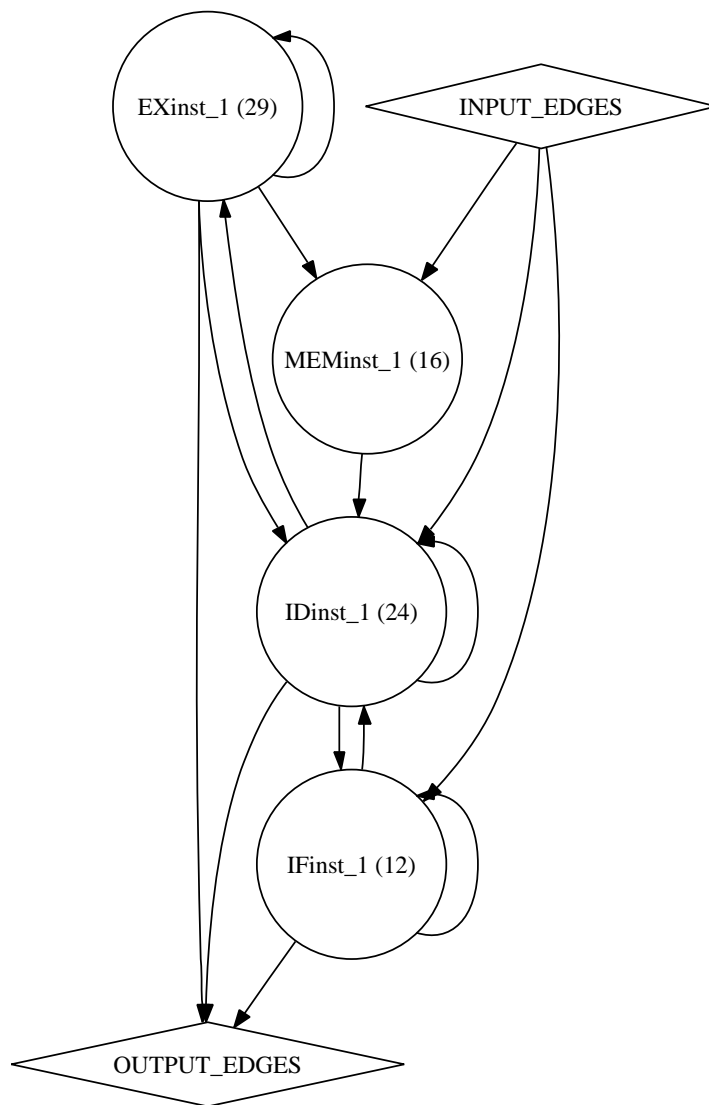 EXinst_1 (29)
INPUT_EDGES
MEMinst_1 (16)
IDinst_1 (24)
IFinst_1 (12)
OUTPUT_EDGES